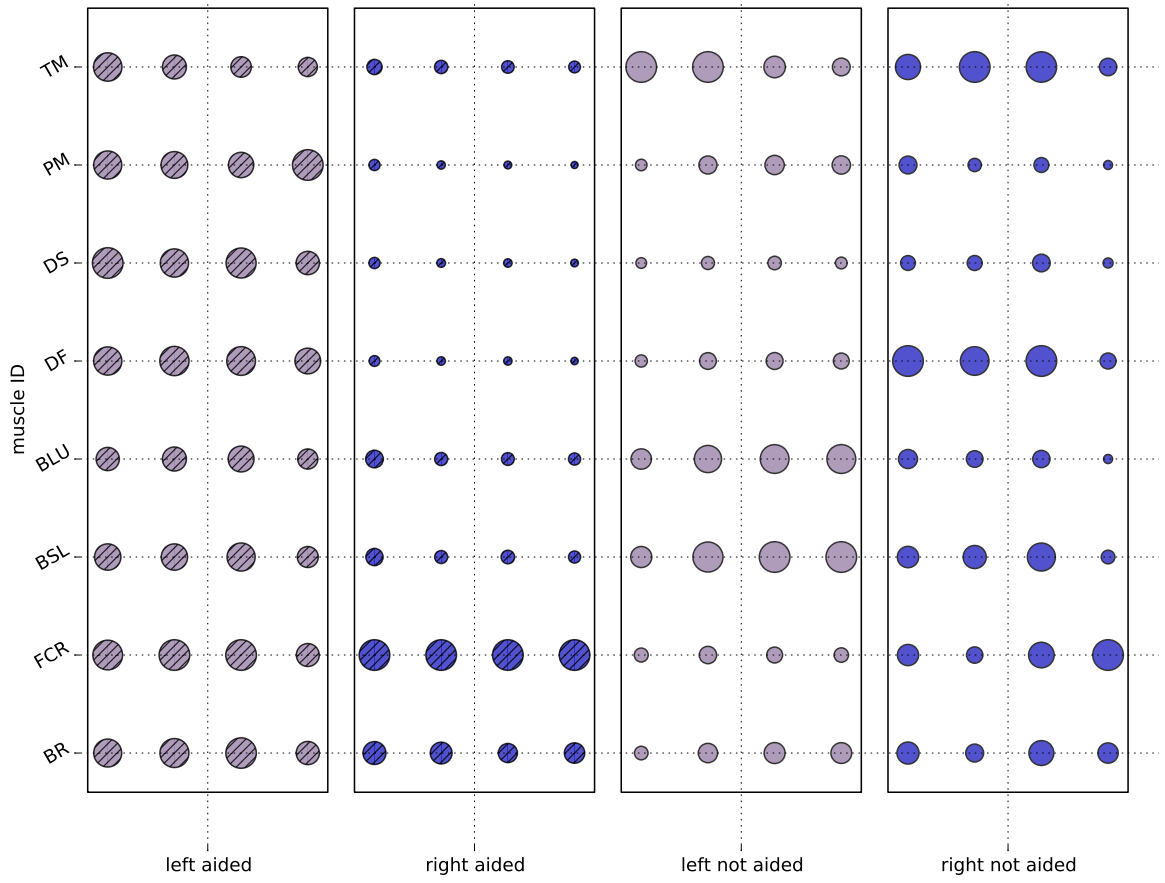 TM
PM
DS
DF
BLU
BSL
FCR
BR
muscle ID
left aided
right aided
left not aided
right not aided